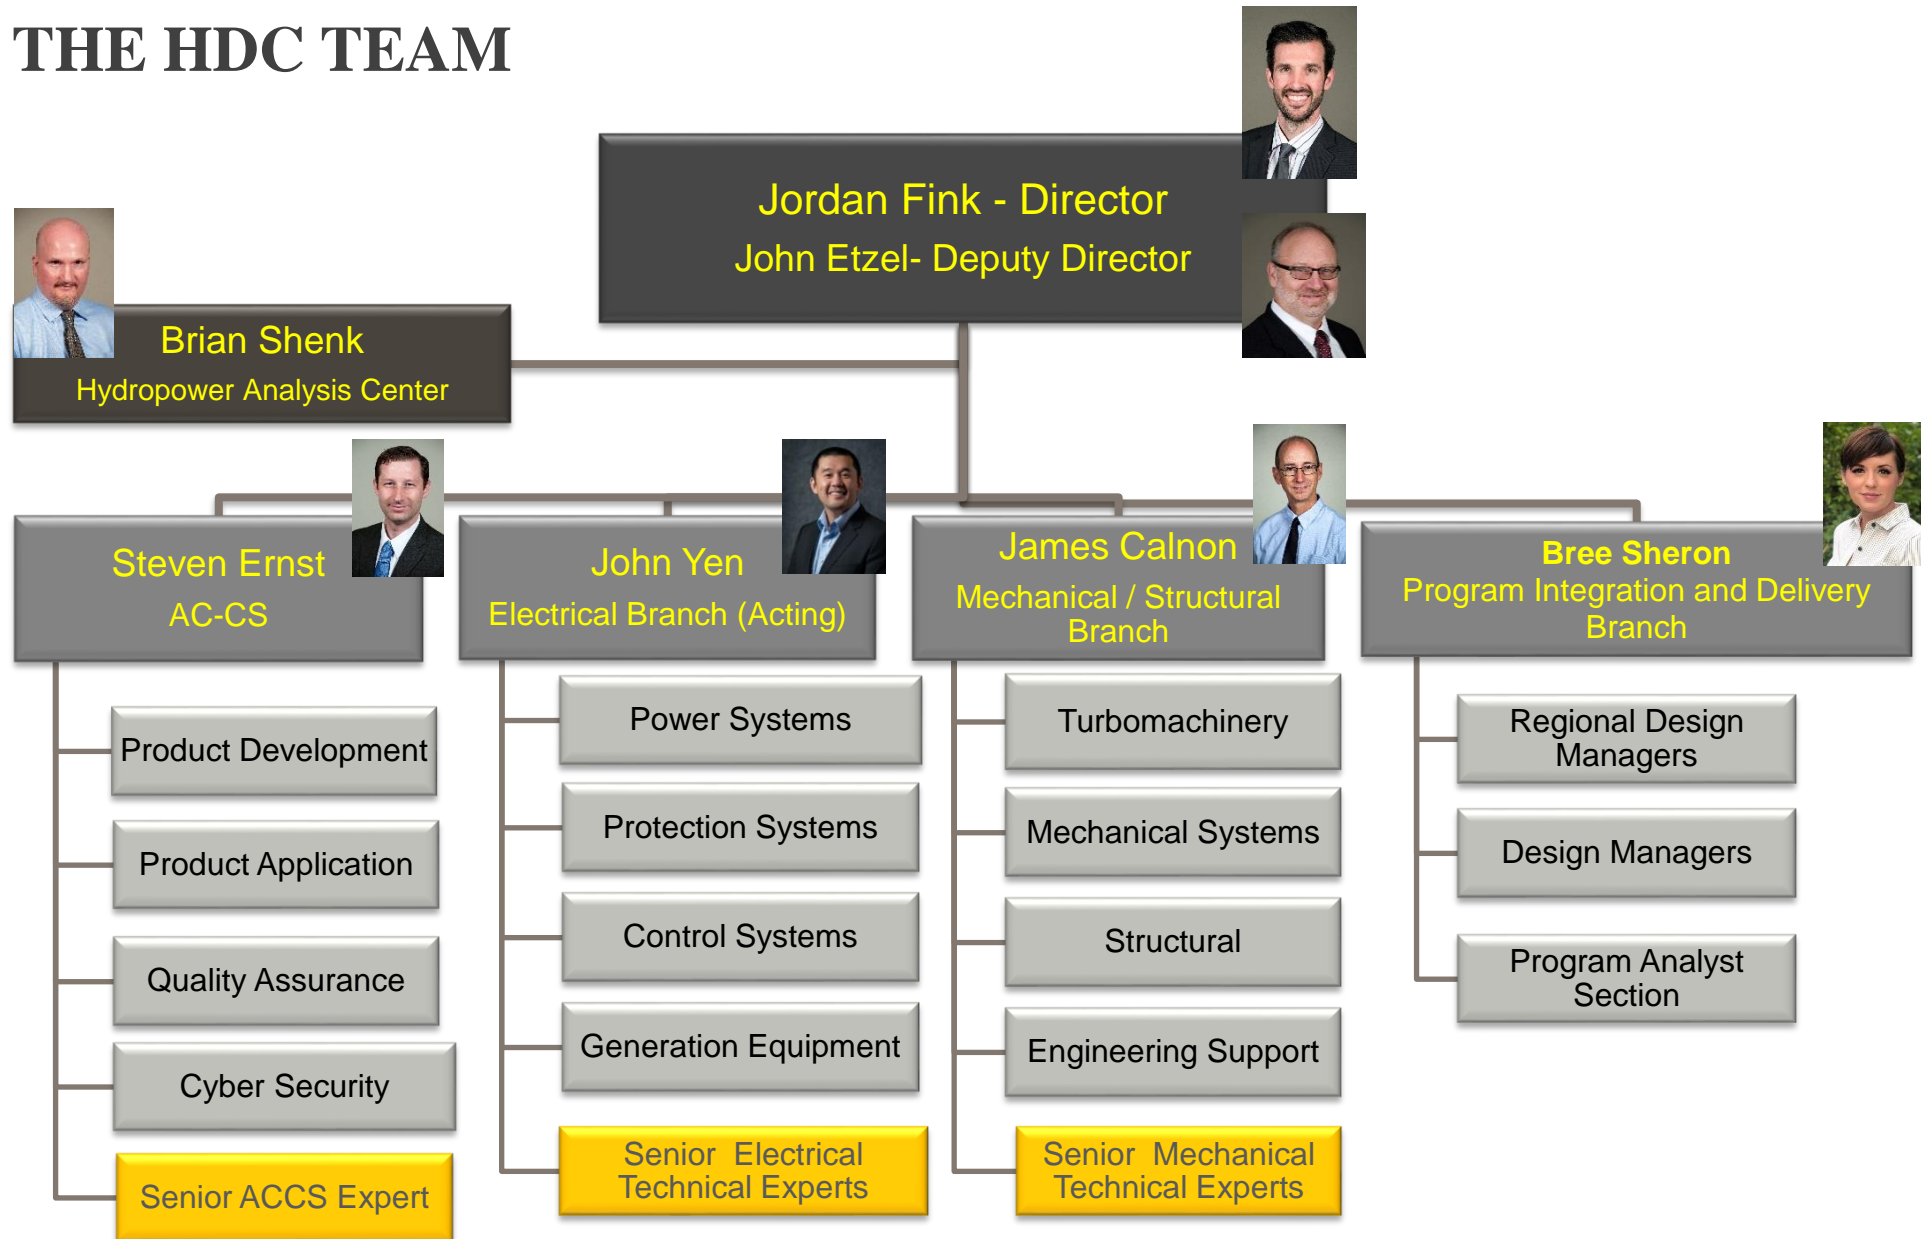 THE HDC TEAM
Jordan Fink - Director
John Etzel- Deputy Director
Brian Shenk
Hydropower Analysis Center
Steven Ernst
AC-CS
Product Development
Product Application
Quality Assurance
Cyber Security
Senior ACCS Expert
John Yen
Electrical Branch (Acting)
Power Systems
Protection Systems
Control Systems
Generation Equipment
Senior Electrical
Technical Experts
James Calnon
Mechanical / Structural
Branch
Turbomachinery
Mechanical Systems
Structural
Engineering Support
Senior Mechanical
Technical Experts
Bree Sheron
Program Integration and Delivery
Branch
Regional Design
Managers
Design Managers
Program Analyst
Section